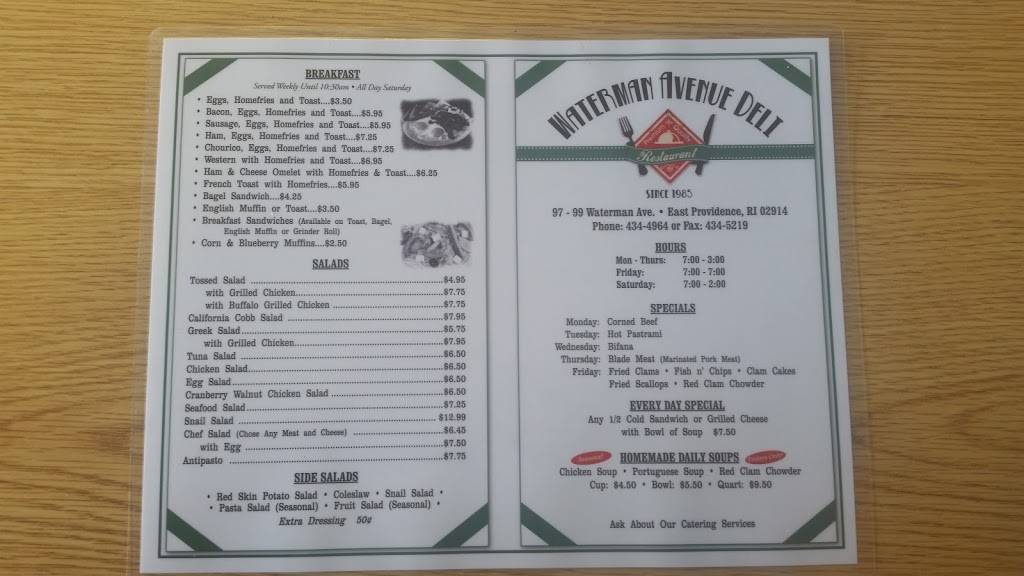 BREAKFAST
Served Weekly Until 10:30am • All Day Saturday
• Eggs, Homefries and Toast....$3.50
• Bacon, Eggs, Homefries and Toast....$5.95
• Sausage, Eggs, Homefries and Toast....$5.95
• Ham, Eggs, Homefries and Toast....$7.25
• Chourico, Eggs, Homefries and Toast....$7.25
• Western with Homefries and Toast....$6.95
• Ham & Cheese Omelet with Homefries & Toast....$6.25
• French Toast with Homefries....$5.95
• Bagel Sandwich....$4.25
• English Muffin or Toast....$3.50
• Breakfast Sandwiches (Available on Toast, Bagel,
English Muffin or Grinder Roll)
• Corn & Blueberry Muffins....$2.50
SALADS
Tossed Salad ....$4.95
with Grilled Chicken....$7.75
with Buffalo Grilled Chicken ....$7.75
California Cobb Salad ....$7.95
Greek Salad....$5.75
with Grilled Chicken....$7.95
Tuna Salad ....$6.50
Chicken Salad....$6.50
Egg Salad....$6.50
Cranberry Walnut Chicken Salad ....$6.50
Seafood Salad....$7.25
Snail Salad ....$12.99
Chef Salad (Chose Any Meat and Cheese) ....$6.45
with Egg ....$7.50
Antipasto ....$7.75
SIDE SALADS
• Red Skin Potato Salad • Coleslaw • Snail Salad •
• Pasta Salad (Seasonal) • Fruit Salad (Seasonal) •
Extra Dressing 50¢
WATERMAN AVENUE DELI
Restaurant
SINCE 1985
97 - 99 Waterman Ave. • East Providence, RI 02914
Phone: 434-4964 or Fax: 434-5219
HOURS
Mon - Thurs: 7:00 - 3:00
Friday: 7:00 - 7:00
Saturday: 7:00 - 2:00
SPECIALS
Monday: Corned Beef
Tuesday: Hot Pastrami
Wednesday: Bifana
Thursday: Blade Meat (Marinated Pork Meat)
Friday: Fried Clams • Fish n' Chips • Clam Cakes
Fried Scallops • Red Clam Chowder
EVERY DAY SPECIAL
Any 1/2 Cold Sandwich or Grilled Cheese
with Bowl of Soup $7.50
HOMEMADE DAILY SOUPS
Chicken Soup • Portuguese Soup • Red Clam Chowder
Cup: $4.50 • Bowl: $5.50 • Quart: $9.50
Ask About Our Catering Services